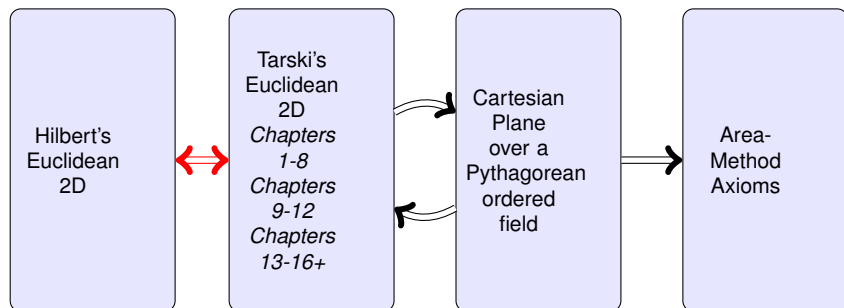 Hilbert's
Euclidean
2D
Tarski's
Euclidean
2D
Chapters
1-8
Chapters
9-12
Chapters
13-16+
Cartesian
Plane
over a
Pythagorean
ordered
field
Area-
Method
Axioms